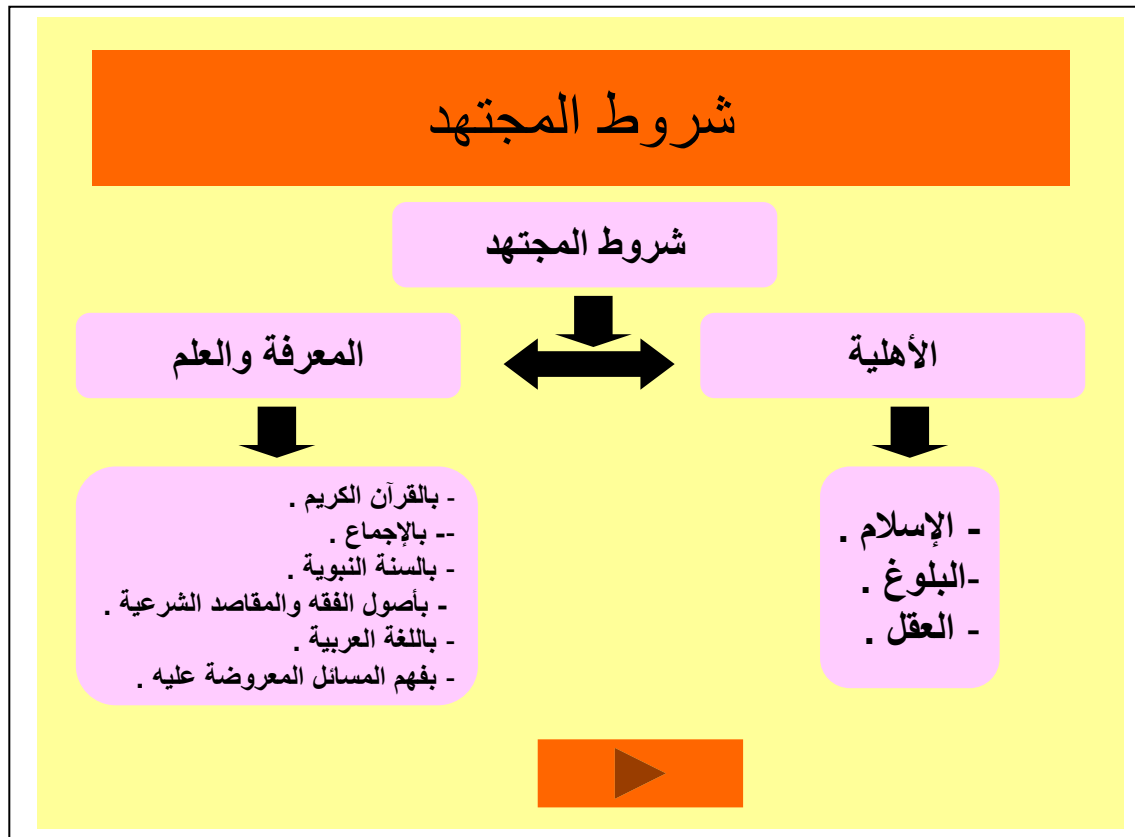 شروط المجتهد
شروط المجتهد
الأهلية
المعرفة والعلم
- الإسلام .
-البلوغ .
- العقل .
- بالقرآن الكريم .
-- بالإجماع .
- بالسنة النبوية .
- بأصول الفقه والمقاصد الشرعية .
- باللغة العربية .
- بفهم المسائل المعروضة عليه .